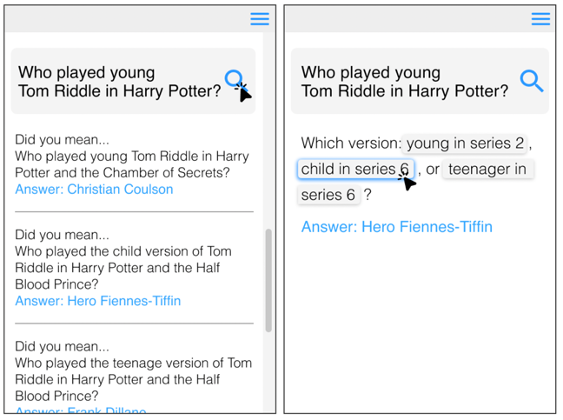 Who played young
Tom Riddle in Harry Potter?
Did you mean...
Who played young Tom Riddle in Harry
Potter and the Chamber of Secrets?
Answer: Christian Coulson
Did you mean...
Who played the child version of Tom
Riddle in Harry Potter and the Half
Blood Prince?
Answer: Hero Fiennes-Tiffin
Did you mean...
Who played the teenage version of Tom
Riddle in Harry Potter and the Half
Blood Prince?
Answer: Frank Dillane
Who played young
Tom Riddle in Harry Potter?
Which version: young in series 2 ,
child in series 6 , or teenager in
series 6 ?
Answer: Hero Fiennes-Tiffin